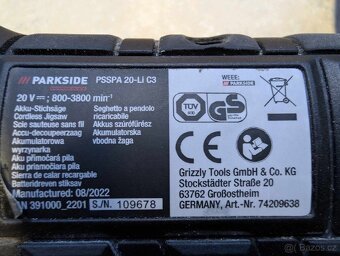 /// PARKSIDE PSSPA 20-Li C3
20 V ⎓; 800-3800 min⁻¹
Akku-Stichsäge
Cordless Jigsaw
Scie sauteuse sans fil
Accu-decoupeerzaag
Akumulatorowa
wyrzynarka
Aku přímočará pila
Aku priamočiara píla
Sierra de calar recargable
Batteridreven stiksav
Seghetto a pendolo
ricaricabile
Akkus szúrófűrész
Akumulatorska
vbodna žaga
Manufactured: 08/2022
IAN 391000_2201 S/N. 109678
WEEE:
TÜV
GS
Grizzly Tools GmbH & Co. KG
Stockstädter Straße 20
63762 Großostheim
GERMANY, Art.-Nr. 74209638